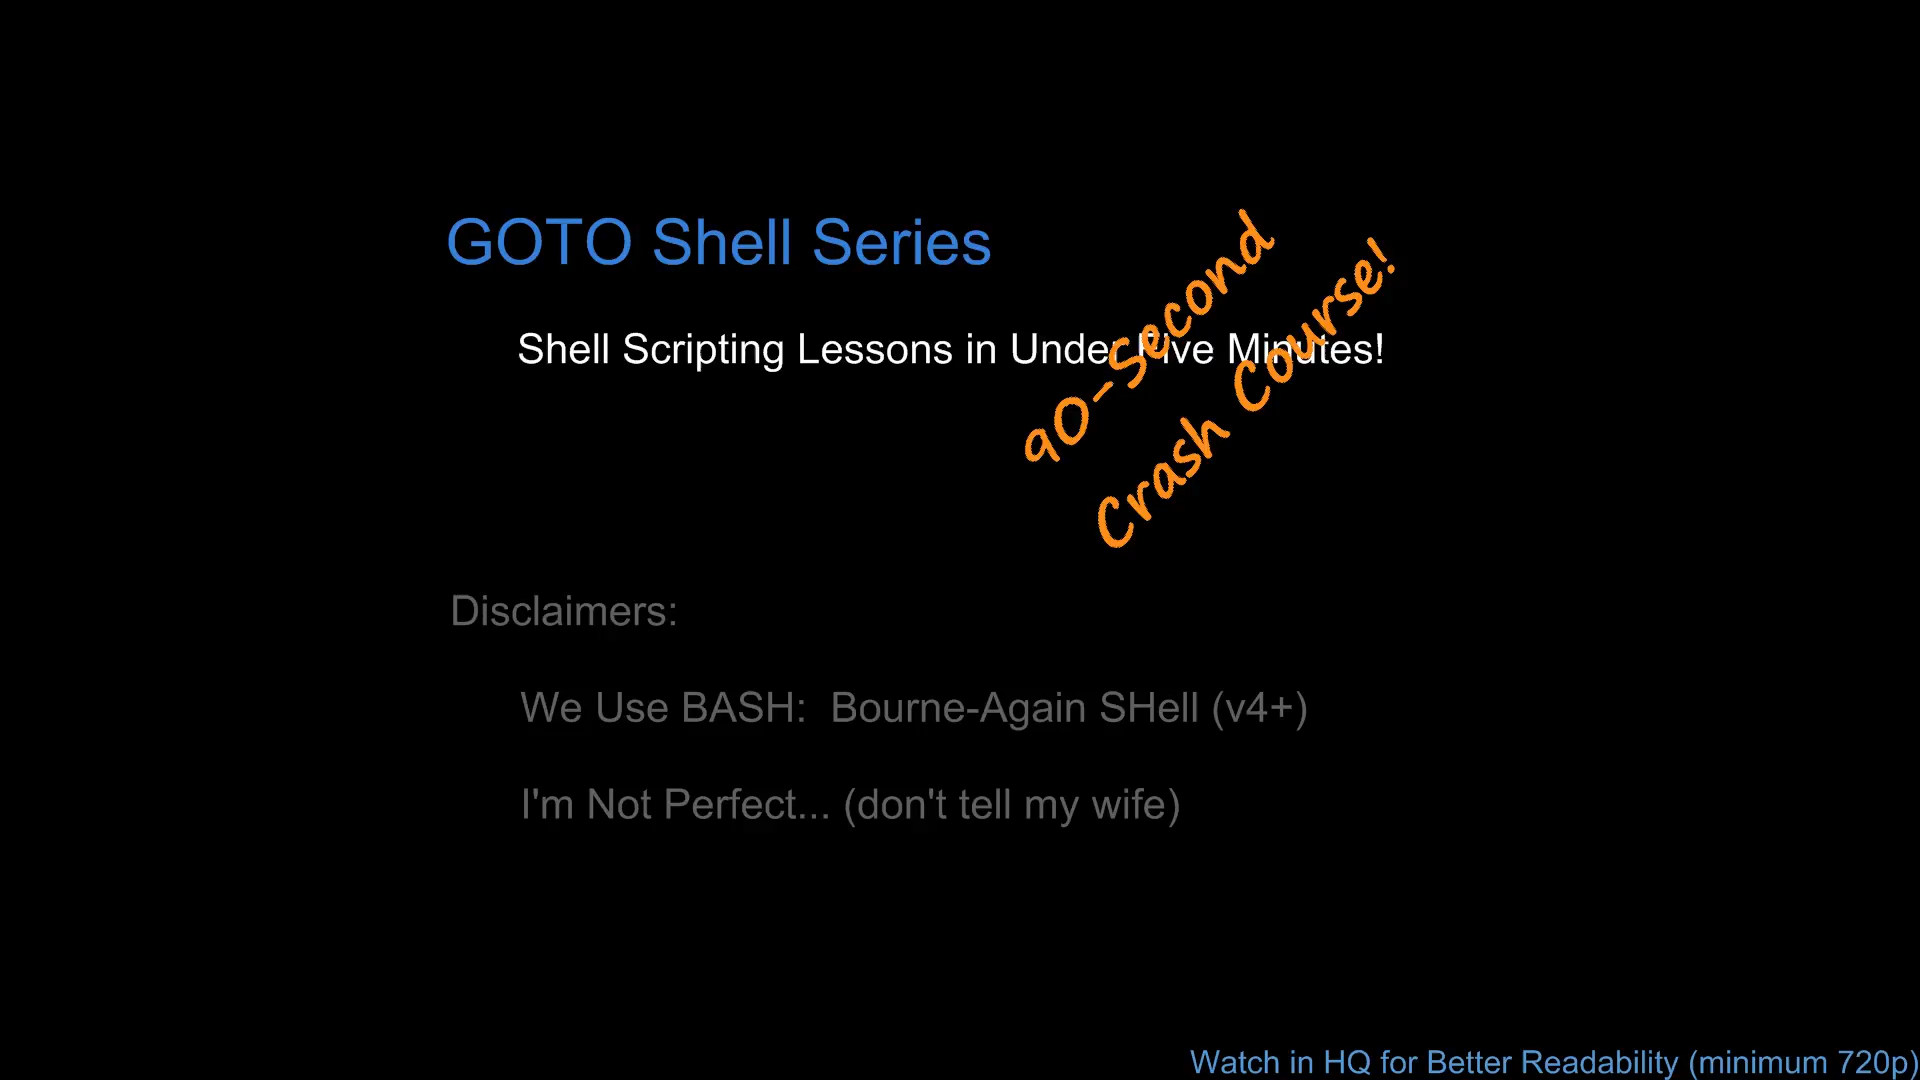 GOTO Shell Series
Shell Scripting Lessons in Under Five Minutes!
90-Second
Crash Course!
Disclaimers:
We Use BASH:  Bourne-Again SHell (v4+)
I'm Not Perfect... (don't tell my wife)
Watch in HQ for Better Readability (minimum 720p)